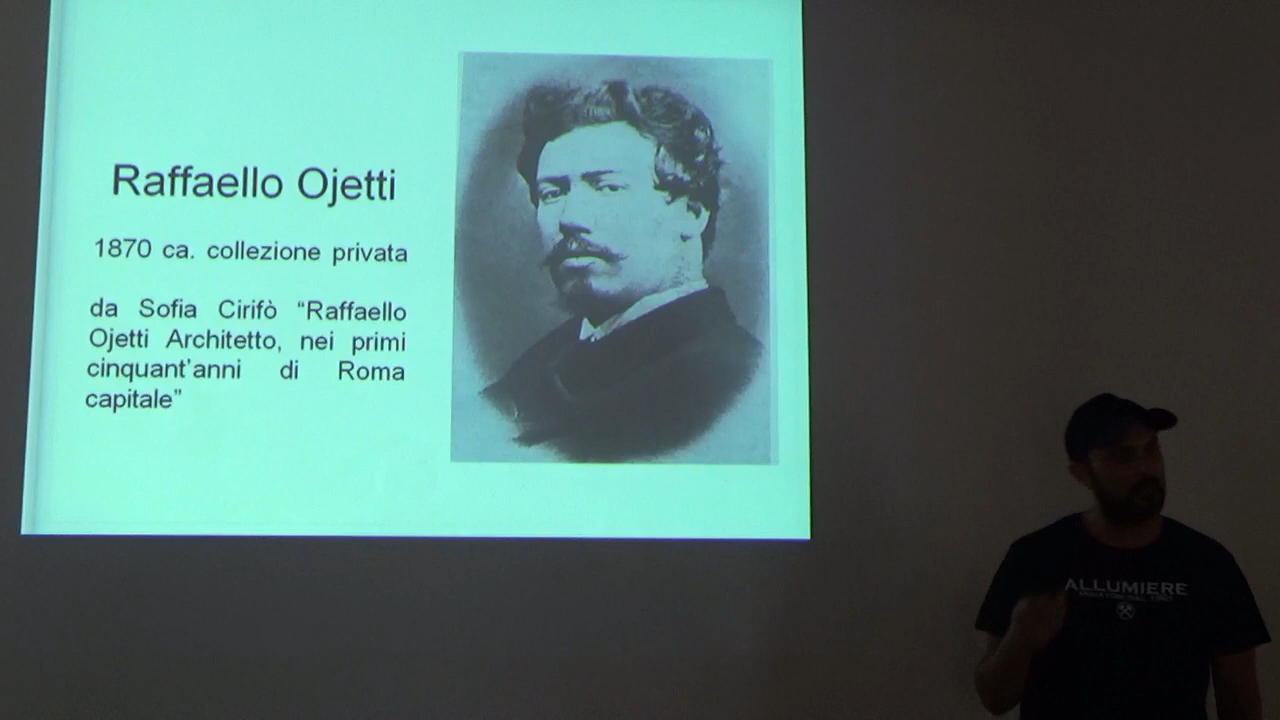 Raffaello Ojetti
1870 ca. collezione privata
da Sofia Cirifò “Raffaello
Ojetti Architetto, nei primi
cinquant’anni di Roma
capitale”
ALLUMIERE